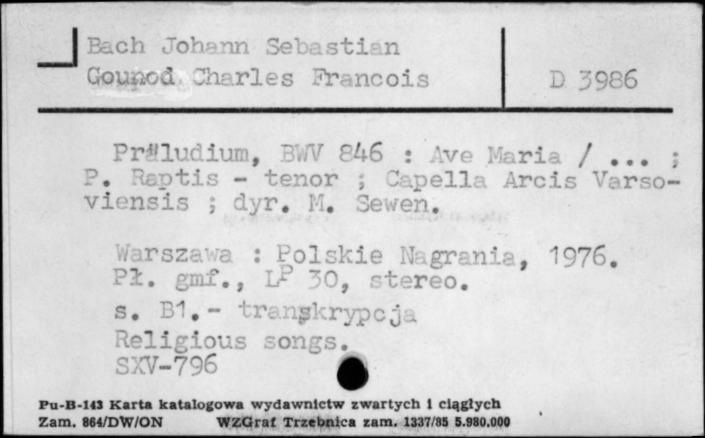 Bach Johann Sebastian
Gounod Charles Francois
D 3986
Präludium, BWV 846 : Ave Maria / ... ;
P. Raptis - tenor ; Capella Arcis Varso-
viensis ; dyr. M. Sewen.
Warszawa : Polskie Nagrania, 1976.
Pł. gmf., LP 30, stereo.
s. B1.- transkrypcja
Religious songs.
SXV-796
Pu-B-143 Karta katalogowa wydawnictw zwartych i ciągłych
Zam. 864/DW/ON WZGraf Trzebnica zam. 1337/85 5.980.000